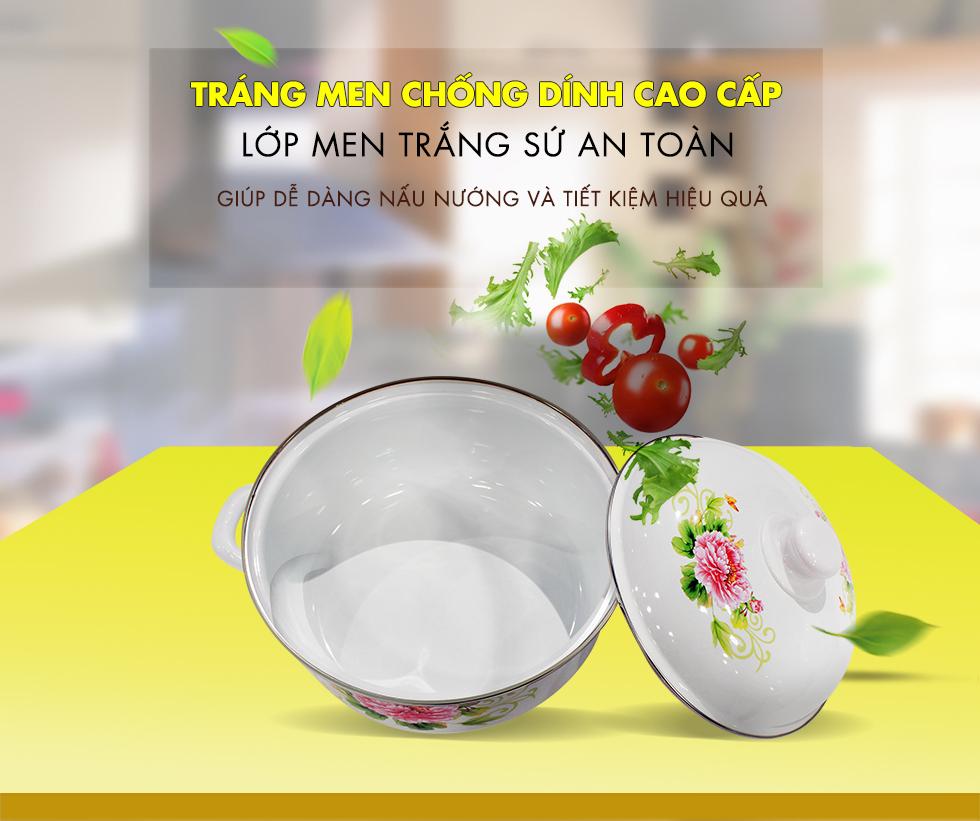 TRÁNG MEN CHỐNG DÍNH CAO CẤP
LỚP MEN TRẮNG SỨ AN TOÀN
GIÚP DỄ DÀNG NẤU NƯỚNG VÀ TIẾT KIỆM HIỆU QUẢ